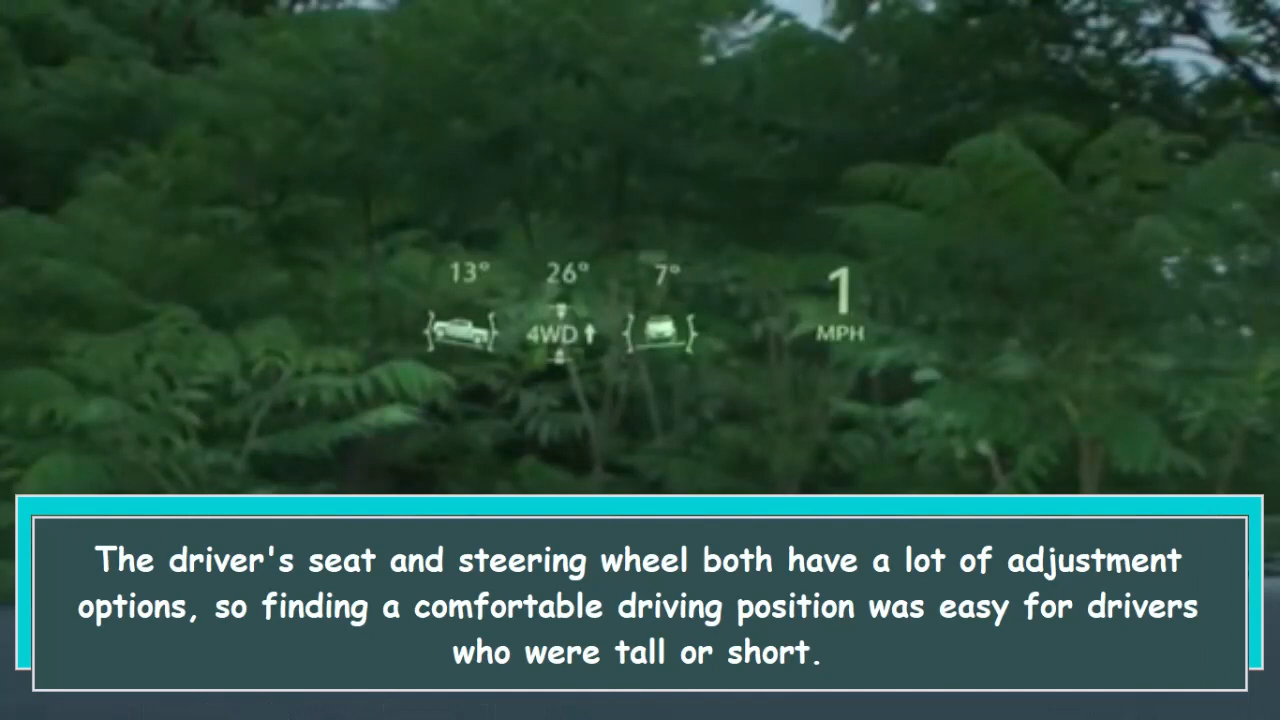 13° 26° 7° 1
4WD MPH
The driver's seat and steering wheel both have a lot of adjustment
options, so finding a comfortable driving position was easy for drivers
who were tall or short.